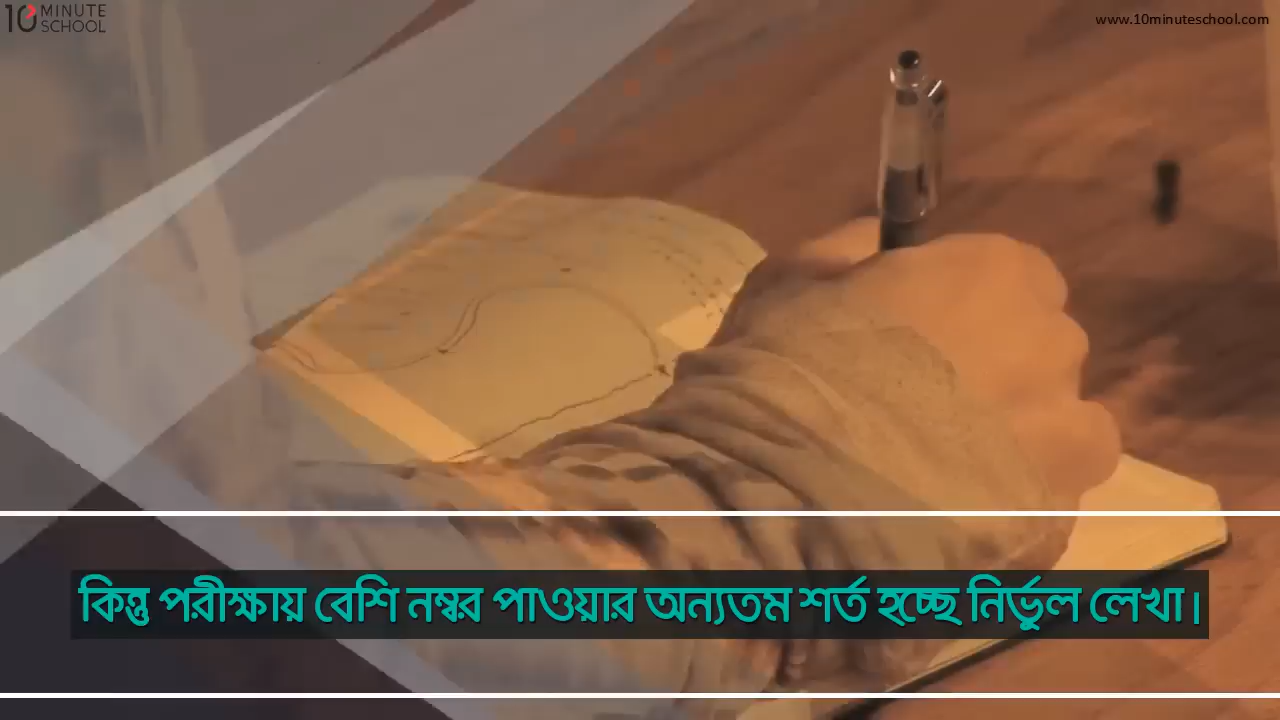 10 MINUTE SCHOOL
www.10minuteschool.com
কিন্তু পরীক্ষায় বেশি নম্বর পাওয়ার অন্যতম শর্ত হচ্ছে নির্ভুল লেখা।